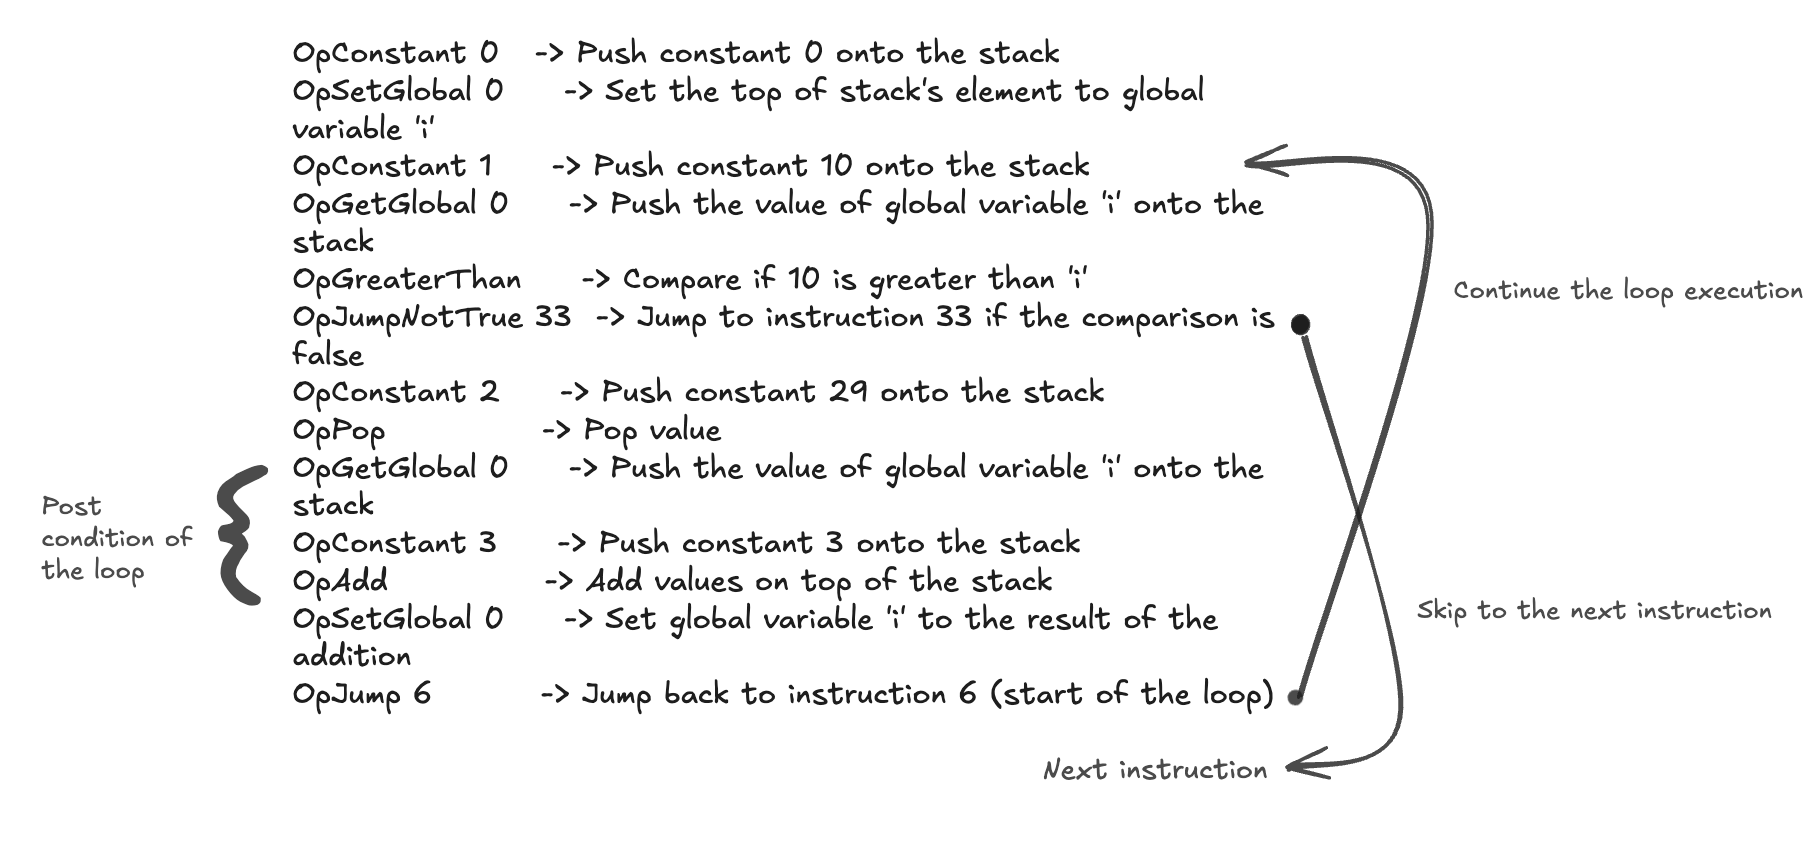 OpConstant 0 -> Push constant 0 onto the stack
OpSetGlobal 0 -> Set the top of stack's element to global
variable 'i'
OpConstant 1 -> Push constant 10 onto the stack
OpGetGlobal 0 -> Push the value of global variable 'i' onto the
stack
OpGreaterThan -> Compare if 10 is greater than 'i'
Continue the loop execution
OpJumpNotTrue 33 -> Jump to instruction 33 if the comparison is
false
OpConstant 2 -> Push constant 29 onto the stack
OpPop -> Pop value
OpGetGlobal 0 -> Push the value of global variable 'i' onto the
stack
Post
condition of
the loop
OpConstant 3 -> Push constant 3 onto the stack
OpAdd -> Add values on top of the stack
OpSetGlobal 0 -> Set global variable 'i' to the result of the
addition
Skip to the next instruction
OpJump 6 -> Jump back to instruction 6 (start of the loop)
Next instruction